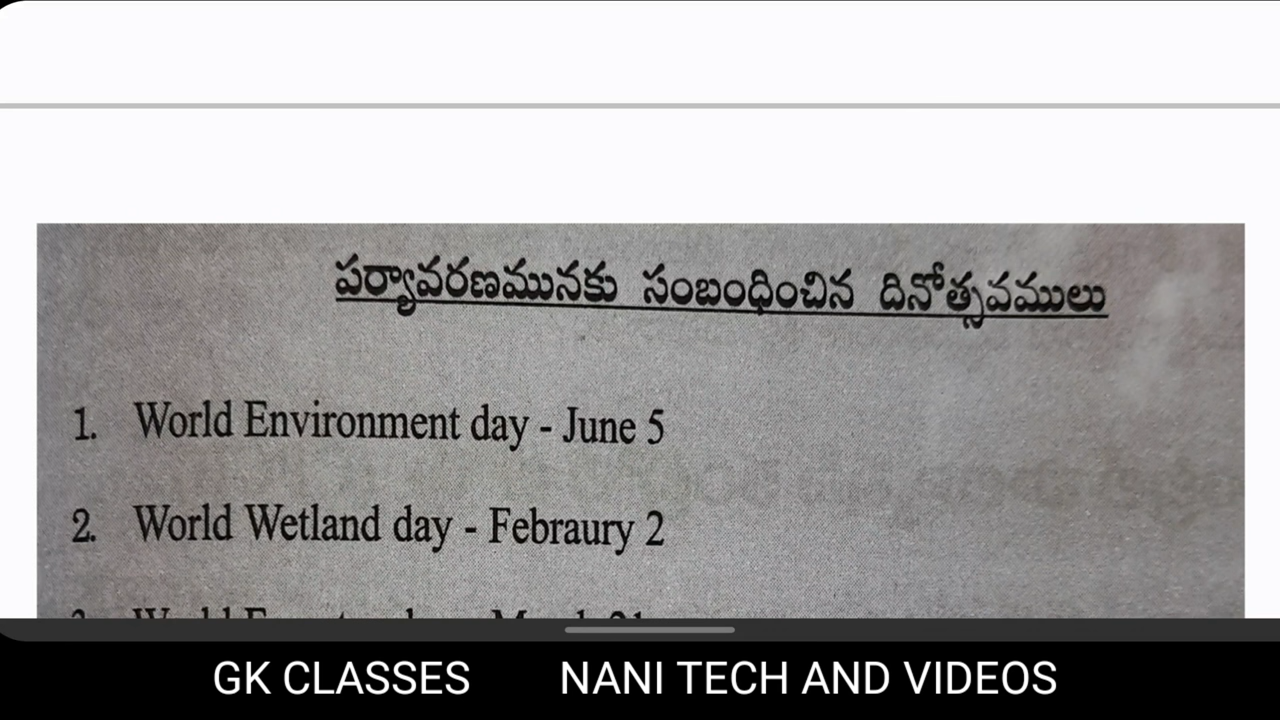 పర్యావరణమునకు సంబంధించిన దినోత్సవములు
1. World Environment day - June 5
2. World Wetland day - Febraury 2
GK CLASSES NANI TECH AND VIDEOS